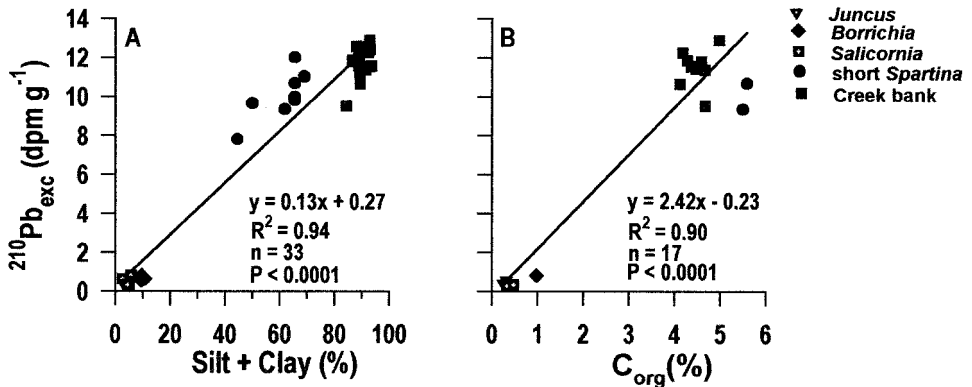 A
²¹⁰Pb_exc (dpm g⁻¹)
14
12
10
8
6
4
2
0
y = 0.13x + 0.27
R² = 0.94
n = 33
P < 0.0001
0 20 40 60 80 100
Silt + Clay (%)
B
y = 2.42x - 0.23
R² = 0.90
n = 17
P < 0.0001
0 1 2 3 4 5 6
C_org(%)
Juncus
Borrichia
Salicornia
short Spartina
Creek bank